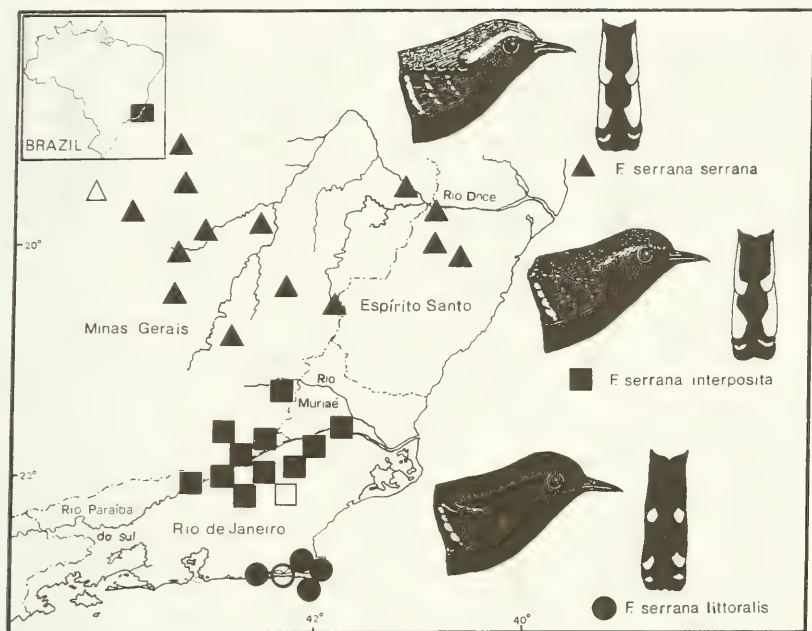 BRAZIL
Rio Doce
F. serrana serrana
20°
Espírito Santo
Minas Gerais
Rio
Muriaé
F. serrana interposita
22°
Rio Paraíba
do Sul
Rio de Janeiro
F. serrana littoralis
42°
40°